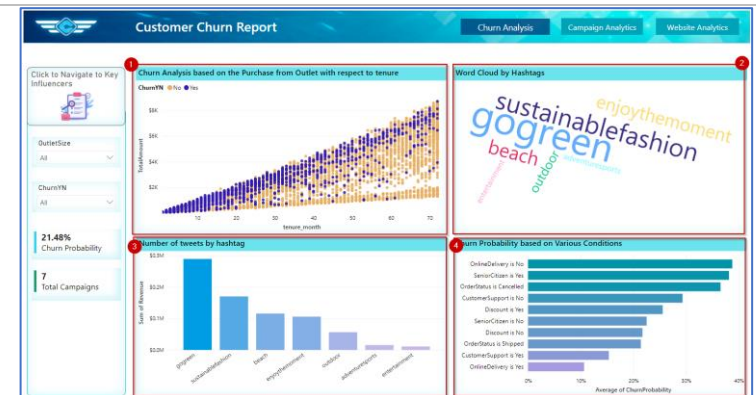 Customer Churn Report
Churn Analysis
Campaign Analytics
Website Analytics
Click to Navigate to Key
Influencers
OutletSize
All
ChurnYN
All
21.48%
Churn Probability
7
Total Campaigns
1
Churn Analysis based on the Purchase from Outlet with respect to tenure
ChurnYN No Yes
TotalAmount
$8K
$6K
$4K
$2K
10 20 30 40 50 60 70
tenure_month
2
Word Cloud by Hashtags
sustainablefashion
enjoythemoment
gogreen
beach
adventuresports
outdoor
entertainment
3
Number of tweets by hashtag
Sum of Revenue
$0.3M
$0.2M
$0.1M
$0.0M
gogreen
sustainablefashion
beach
enjoythemoment
outdoor
adventuresports
entertainment
4
Churn Probability based on Various Conditions
OnlineDelivery is No
SeniorCitizen is Yes
OrderStatus is Cancelled
CustomerSupport is No
Discount is Yes
SeniorCitizen is No
Discount is No
OrderStatus is Shipped
CustomerSupport is Yes
OnlineDelivery is Yes
0% 10% 20% 30% 40%
Average of ChurnProbability